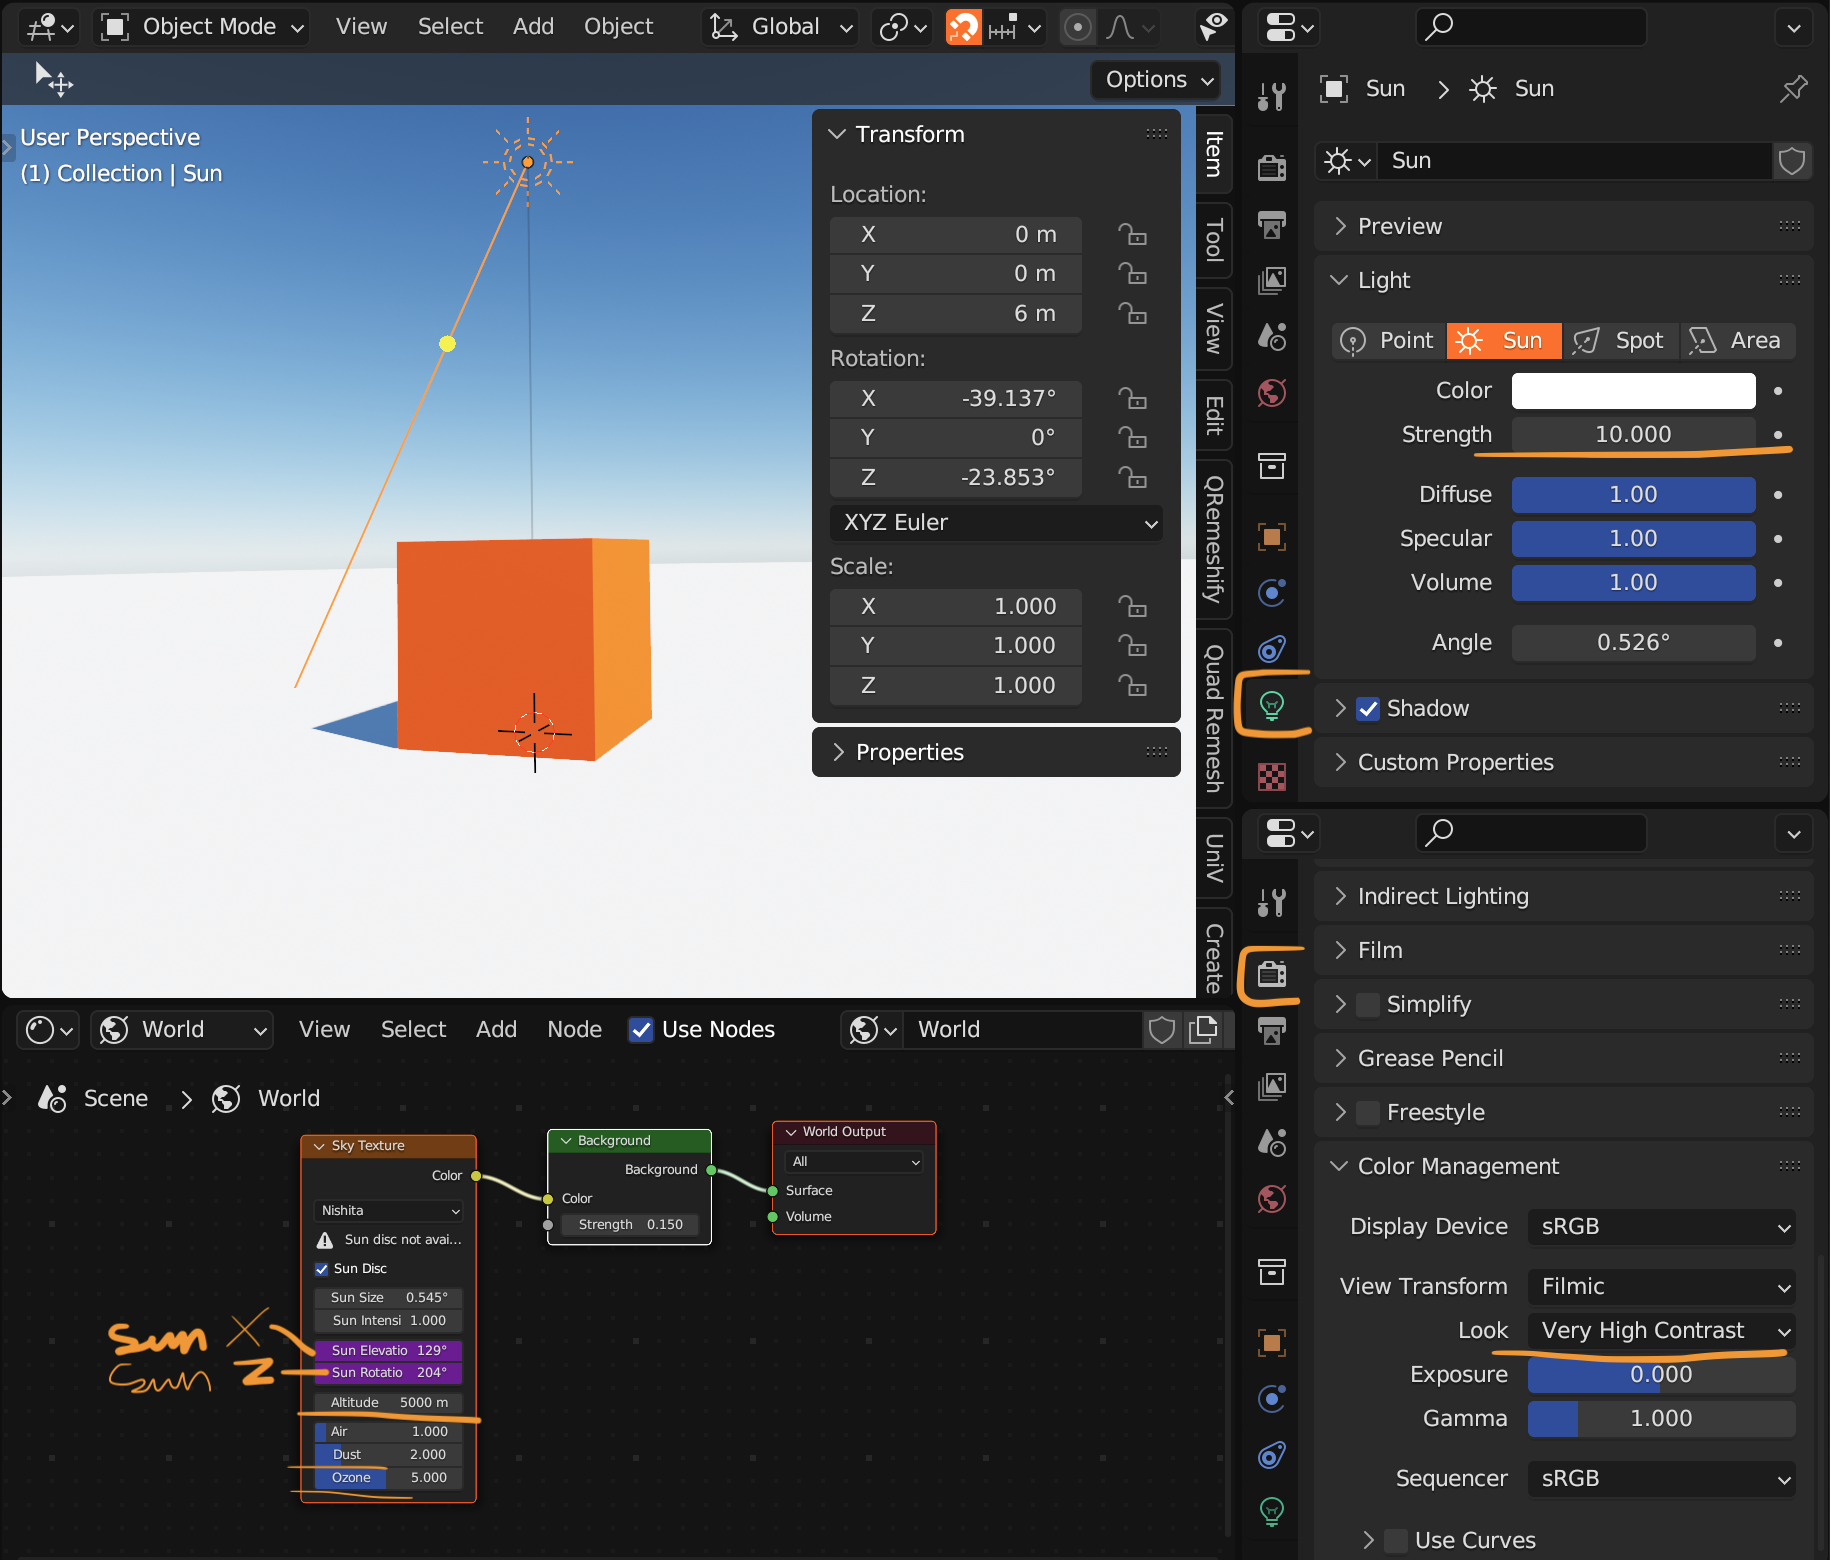 Object Mode View Select Add Object Global
Options
User Perspective
(1) Collection | Sun
Transform
Location:
X 0 m
Y 0 m
Z 6 m
Rotation:
X -39.137°
Y 0°
Z -23.853°
XYZ Euler
Scale:
X 1.000
Y 1.000
Z 1.000
Properties
Item
Tool
View
Edit
QRemeshify
Quad Remesh
UniV
Create
Sun Sun
Sun
Preview
Light
Point Sun Spot Area
Color
Strength 10.000
Diffuse 1.00
Specular 1.00
Volume 1.00
Angle 0.526°
Shadow
Custom Properties
Indirect Lighting
Film
Simplify
Grease Pencil
Freestyle
Color Management
Display Device sRGB
View Transform Filmic
Look Very High Contrast
Exposure 0.000
Gamma 1.000
Sequencer sRGB
Use Curves
World View Select Add Node Use Nodes World
Scene World
Sky Texture
Color
Nishita
Sun disc not avai...
Sun Disc
Sun Size 0.545°
Sun Intensi 1.000
Sun Elevatio 129°
Sun Rotatio 204°
Altitude 5000 m
Air 1.000
Dust 2.000
Ozone 5.000
Background
Background
Color
Strength 0.150
World Output
All
Surface
Volume
Sun X
Sun Z